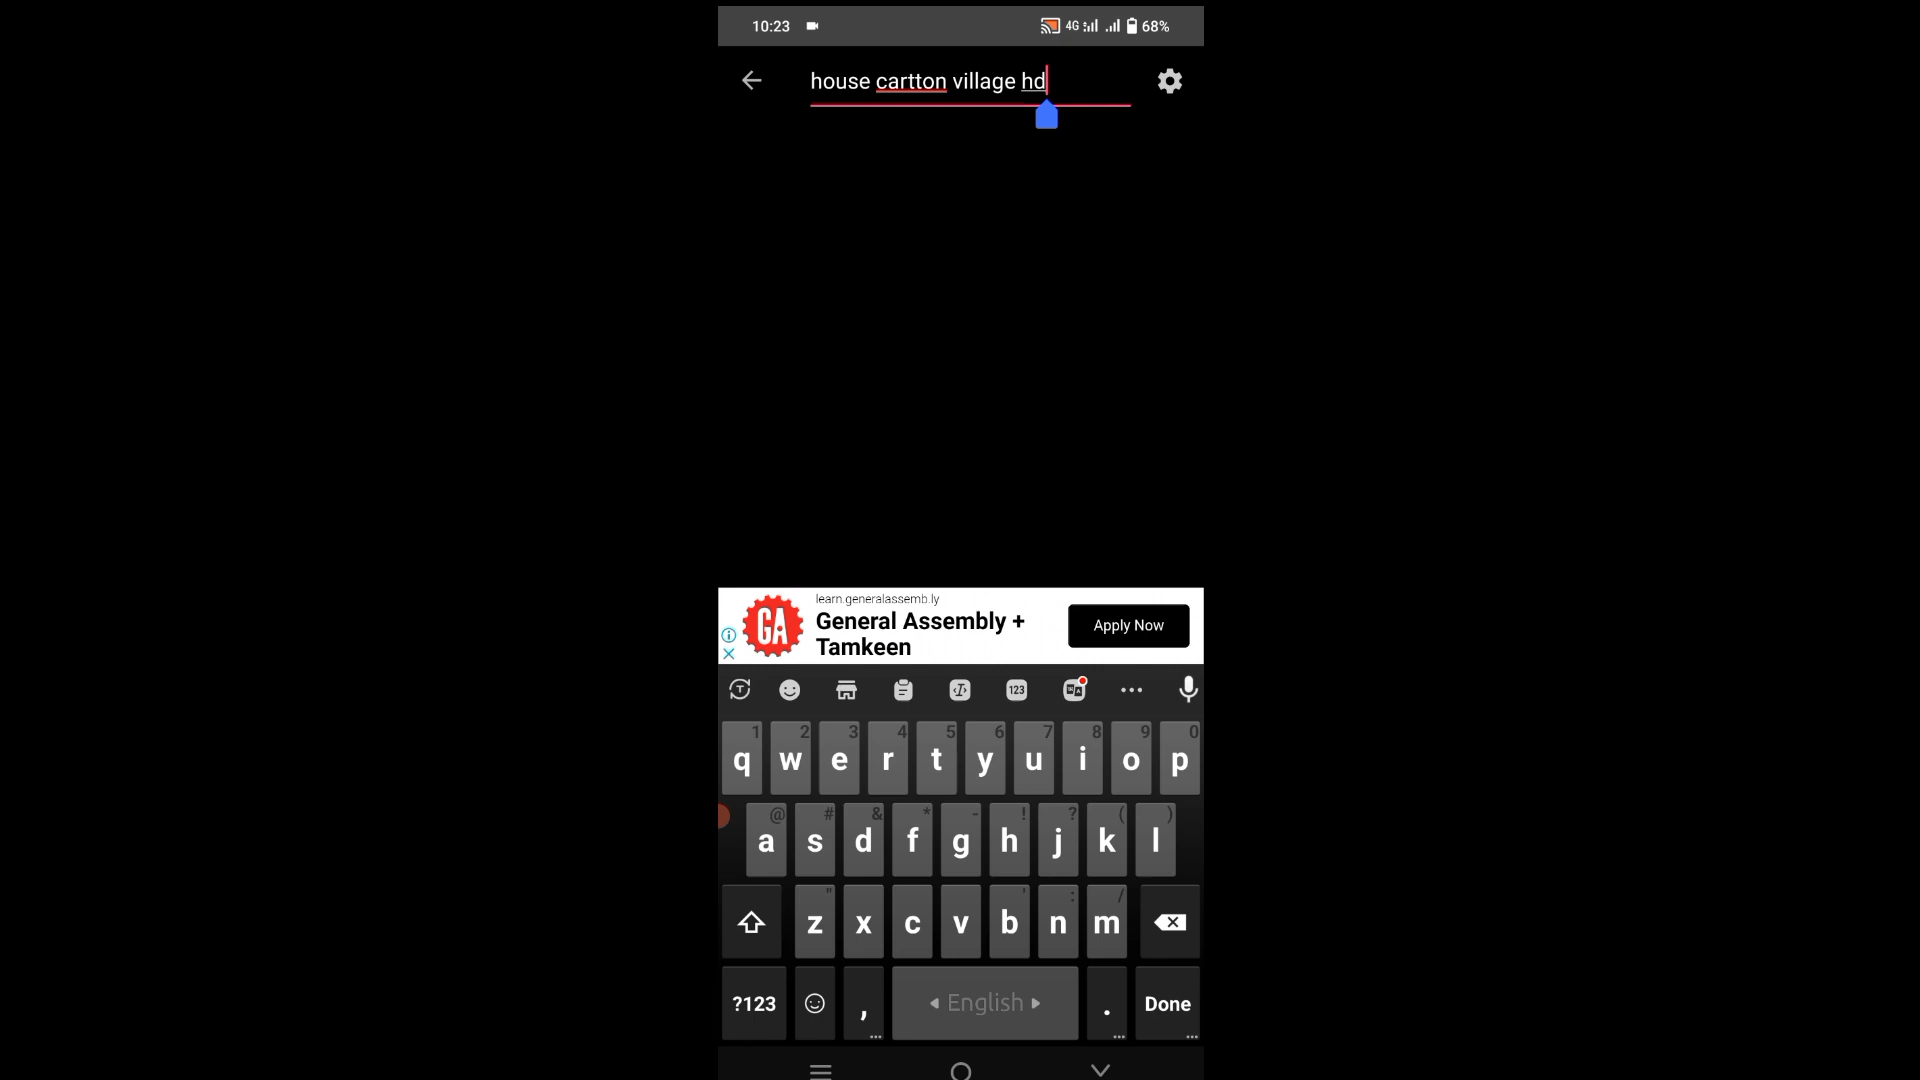 10:23 4G 68%
house cartton village hd
learn.generalassemb.ly
GA General Assembly + Apply Now
Tamkeen
123
1 2 3 4 5 6 7 8 9 0
q w e r t y u i o p
@ # & * - ! ? ( )
a s d f g h j k l
" ' : /
z x c v b n m
?123 , English . Done